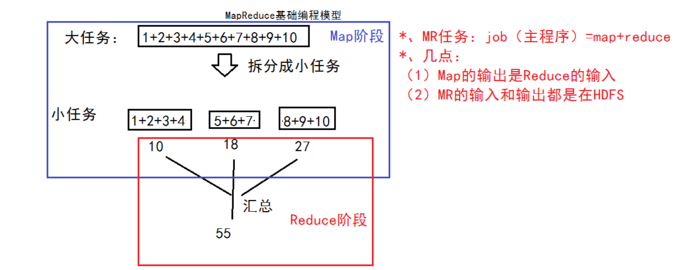 MapReduce基础编程模型
大任务：
1+2+3+4+5+6+7+8+9+10
Map阶段
拆分成小任务
小任务
1+2+3+4
5+6+7
8+9+10
10
18
27
汇总
Reduce阶段
55
*、MR任务：job（主程序）=map+reduce
*、几点：
（1）Map的输出是Reduce的输入
（2）MR的输入和输出都是在HDFS